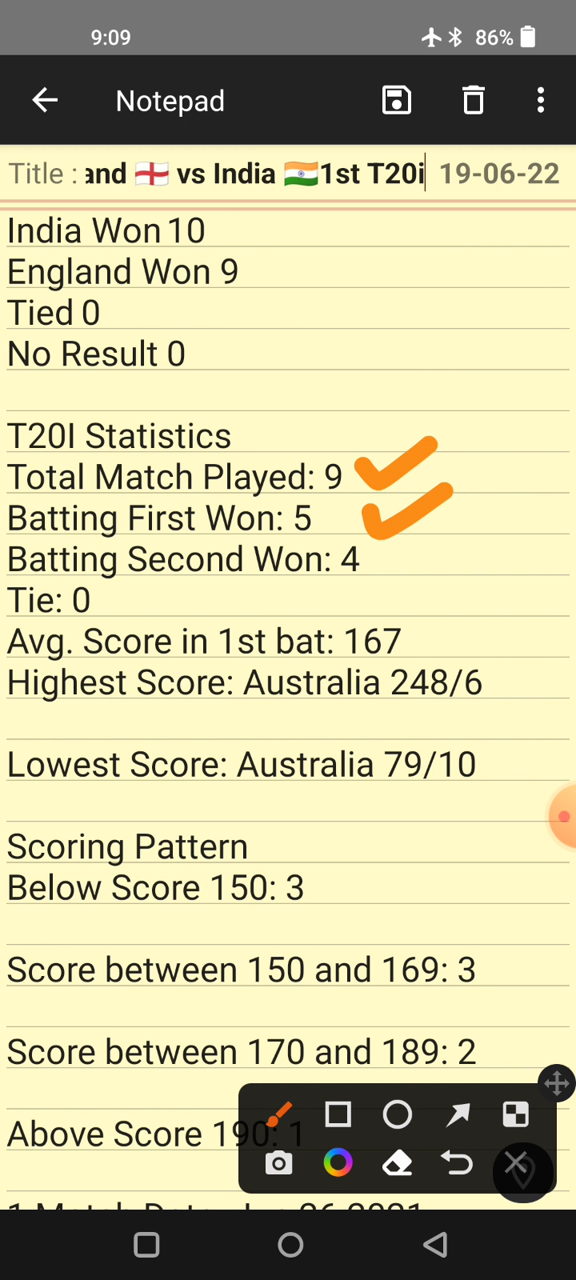 9:09 86%
Notepad
Title : and 🏴󠁧󠁢󠁥󠁮󠁧󠁿 vs India 🇮🇳1st T20i 19-06-22
India Won 10
England Won 9
Tied 0
No Result 0
T20I Statistics
Total Match Played: 9
Batting First Won: 5
Batting Second Won: 4
Tie: 0
Avg. Score in 1st bat: 167
Highest Score: Australia 248/6
Lowest Score: Australia 79/10
Scoring Pattern
Below Score 150: 3
Score between 150 and 169: 3
Score between 170 and 189: 2
Above Score 190: 1